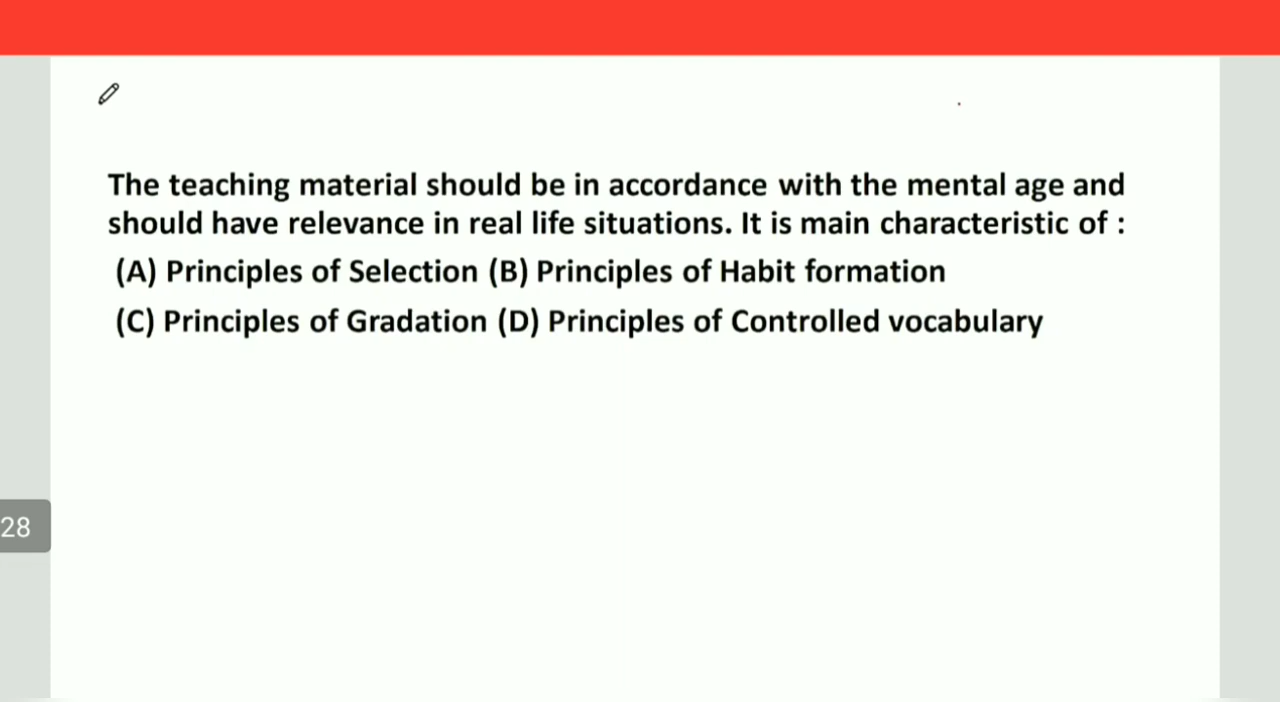 The teaching material should be in accordance with the mental age and
should have relevance in real life situations. It is main characteristic of :
(A) Principles of Selection (B) Principles of Habit formation
(C) Principles of Gradation (D) Principles of Controlled vocabulary
28